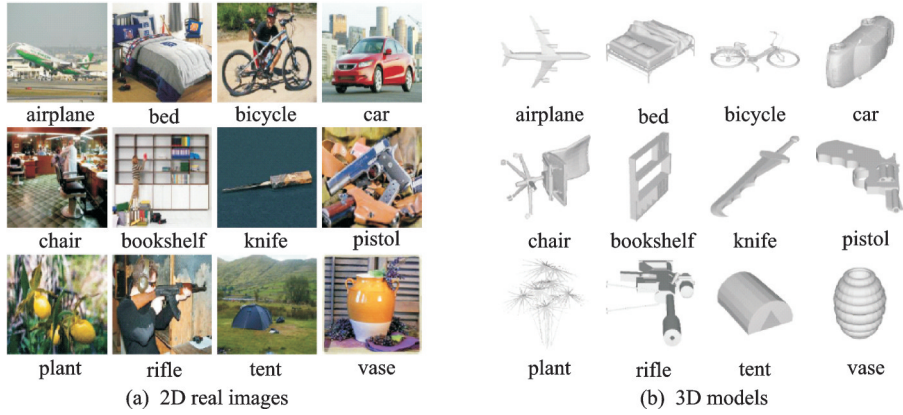 airplane bed bicycle car airplane bed bicycle car
chair bookshelf knife pistol chair bookshelf knife pistol
plant rifle tent vase plant rifle tent vase
(a) 2D real images (b) 3D models